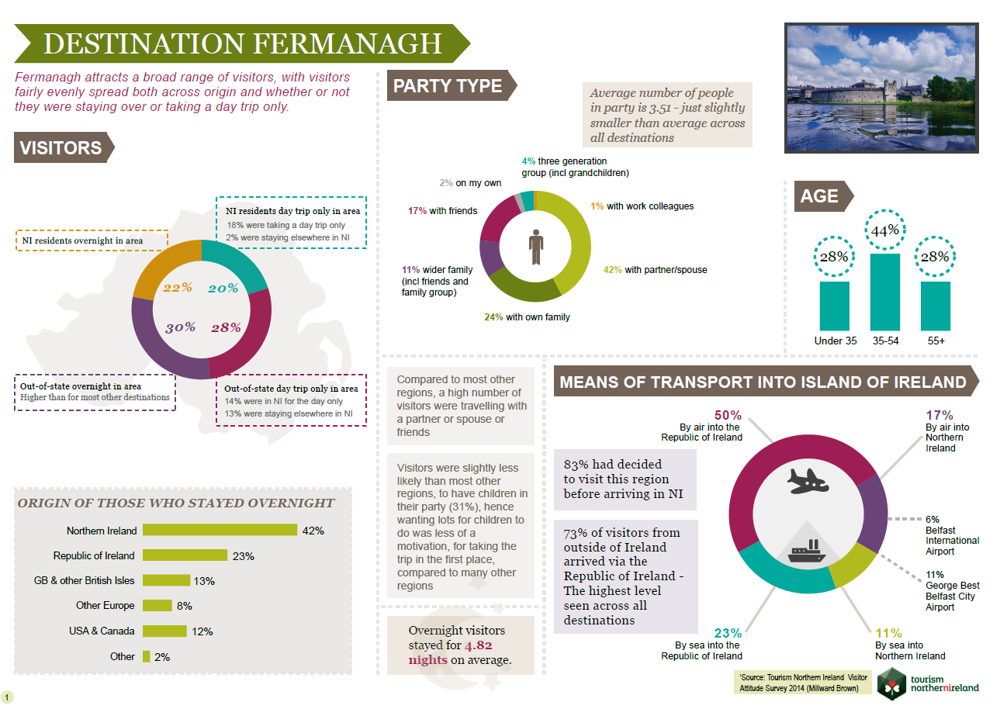 DESTINATION FERMANAGH
Fermanagh attracts a broad range of visitors, with visitors
fairly evenly spread both across origin and whether or not
they were staying over or taking a day trip only.
VISITORS
NI residents day trip only in area
18% were taking a day trip only
2% were staying elsewhere in NI
NI residents overnight in area
22%
20%
30%
28%
Out-of-state overnight in area
Higher than for most other destinations
Out-of-state day trip only in area
14% were in NI for the day only
13% were staying elsewhere in NI
ORIGIN OF THOSE WHO STAYED OVERNIGHT
Northern Ireland 42%
Republic of Ireland 23%
GB & other British Isles 13%
Other Europe 8%
USA & Canada 12%
Other 2%
PARTY TYPE
Average number of people
in party is 3.51 - just slightly
smaller than average across
all destinations
4% three generation
group (incl grandchildren)
2% on my own
17% with friends
1% with work colleagues
11% wider family
(incl friends and
family group)
42% with partner/spouse
24% with own family
AGE
28%
44%
28%
Under 35
35-54
55+
Compared to most other
regions, a high number of
visitors were travelling with
a partner or spouse or
friends
Visitors were slightly less
likely than most other
regions, to have children in
their party (31%), hence
wanting lots for children to
do was less of a
motivation, for taking the
trip in the first place,
compared to many other
regions
Overnight visitors
stayed for 4.82
nights on average.
MEANS OF TRANSPORT INTO ISLAND OF IRELAND
50%
By air into the
Republic of Ireland
17%
By air into
Northern
Ireland
83% had decided
to visit this region
before arriving in NI
73% of visitors from
outside of Ireland
arrived via the
Republic of Ireland -
The highest level
seen across all
destinations
6%
Belfast
International
Airport
11%
George Best
Belfast City
Airport
23%
By sea into the
Republic of Ireland
11%
By sea into
Northern Ireland
'Source: Tourism Northern Ireland Visitor
Attitude Survey 2014 (Millward Brown)
tourism
northernireland
1